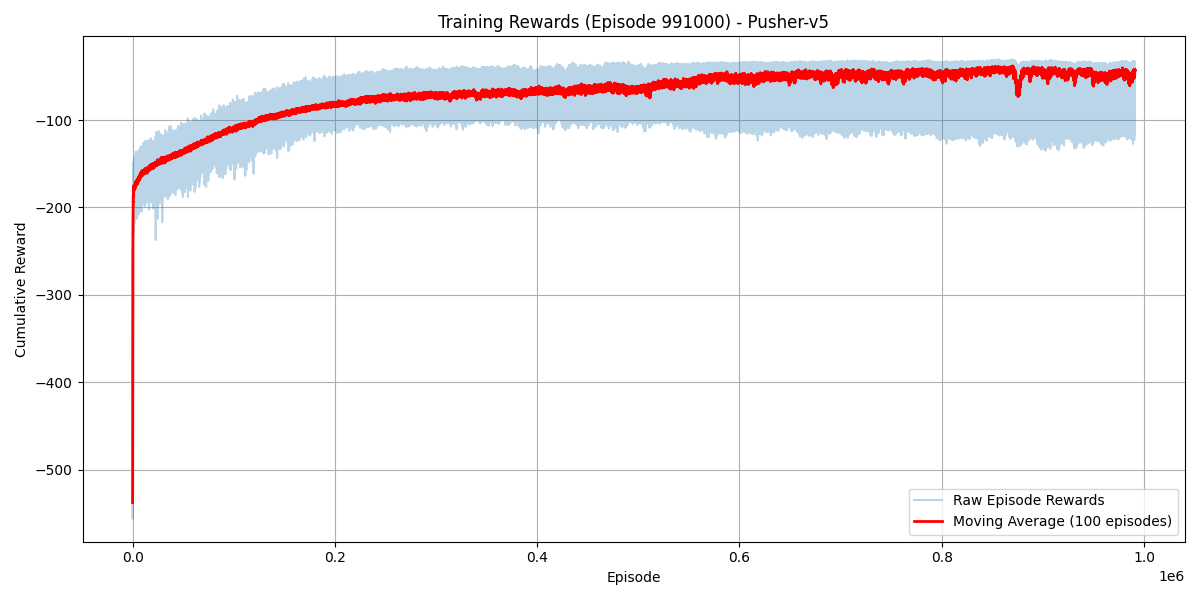 Training Rewards (Episode 991000) - Pusher-v5
Cumulative Reward
−100
−200
−300
−400
−500
0.0
0.2
0.4
0.6
0.8
1.0
1e6
Episode
Raw Episode Rewards
Moving Average (100 episodes)